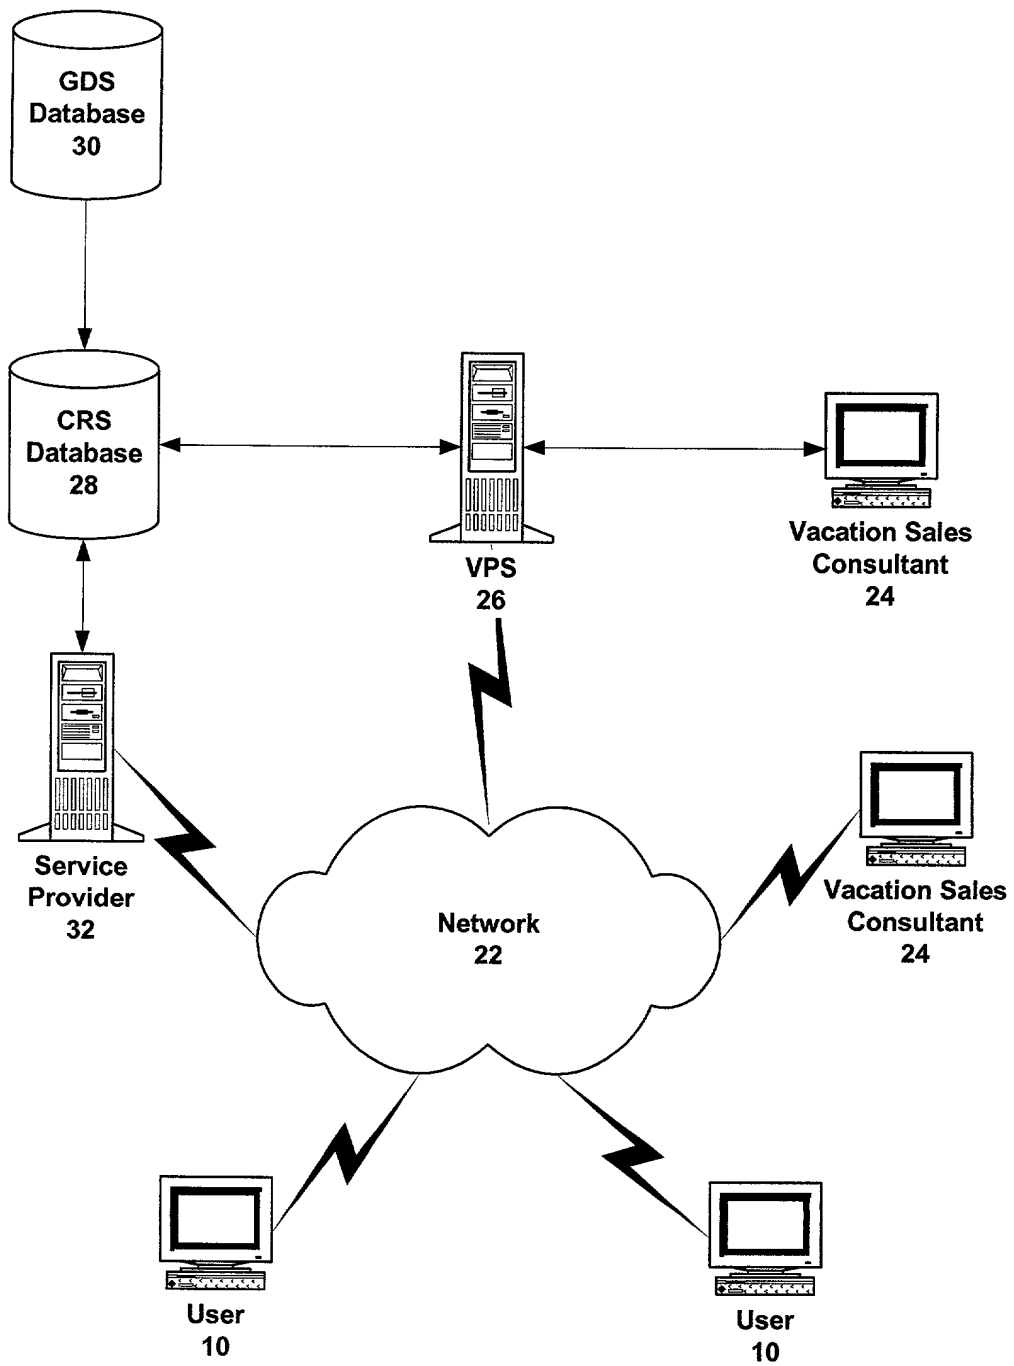 GDS
Database
30
CRS
Database
28
VPS
26
Vacation Sales
Consultant
24
Service
Provider
32
Network
22
Vacation Sales
Consultant
24
User
10
User
10